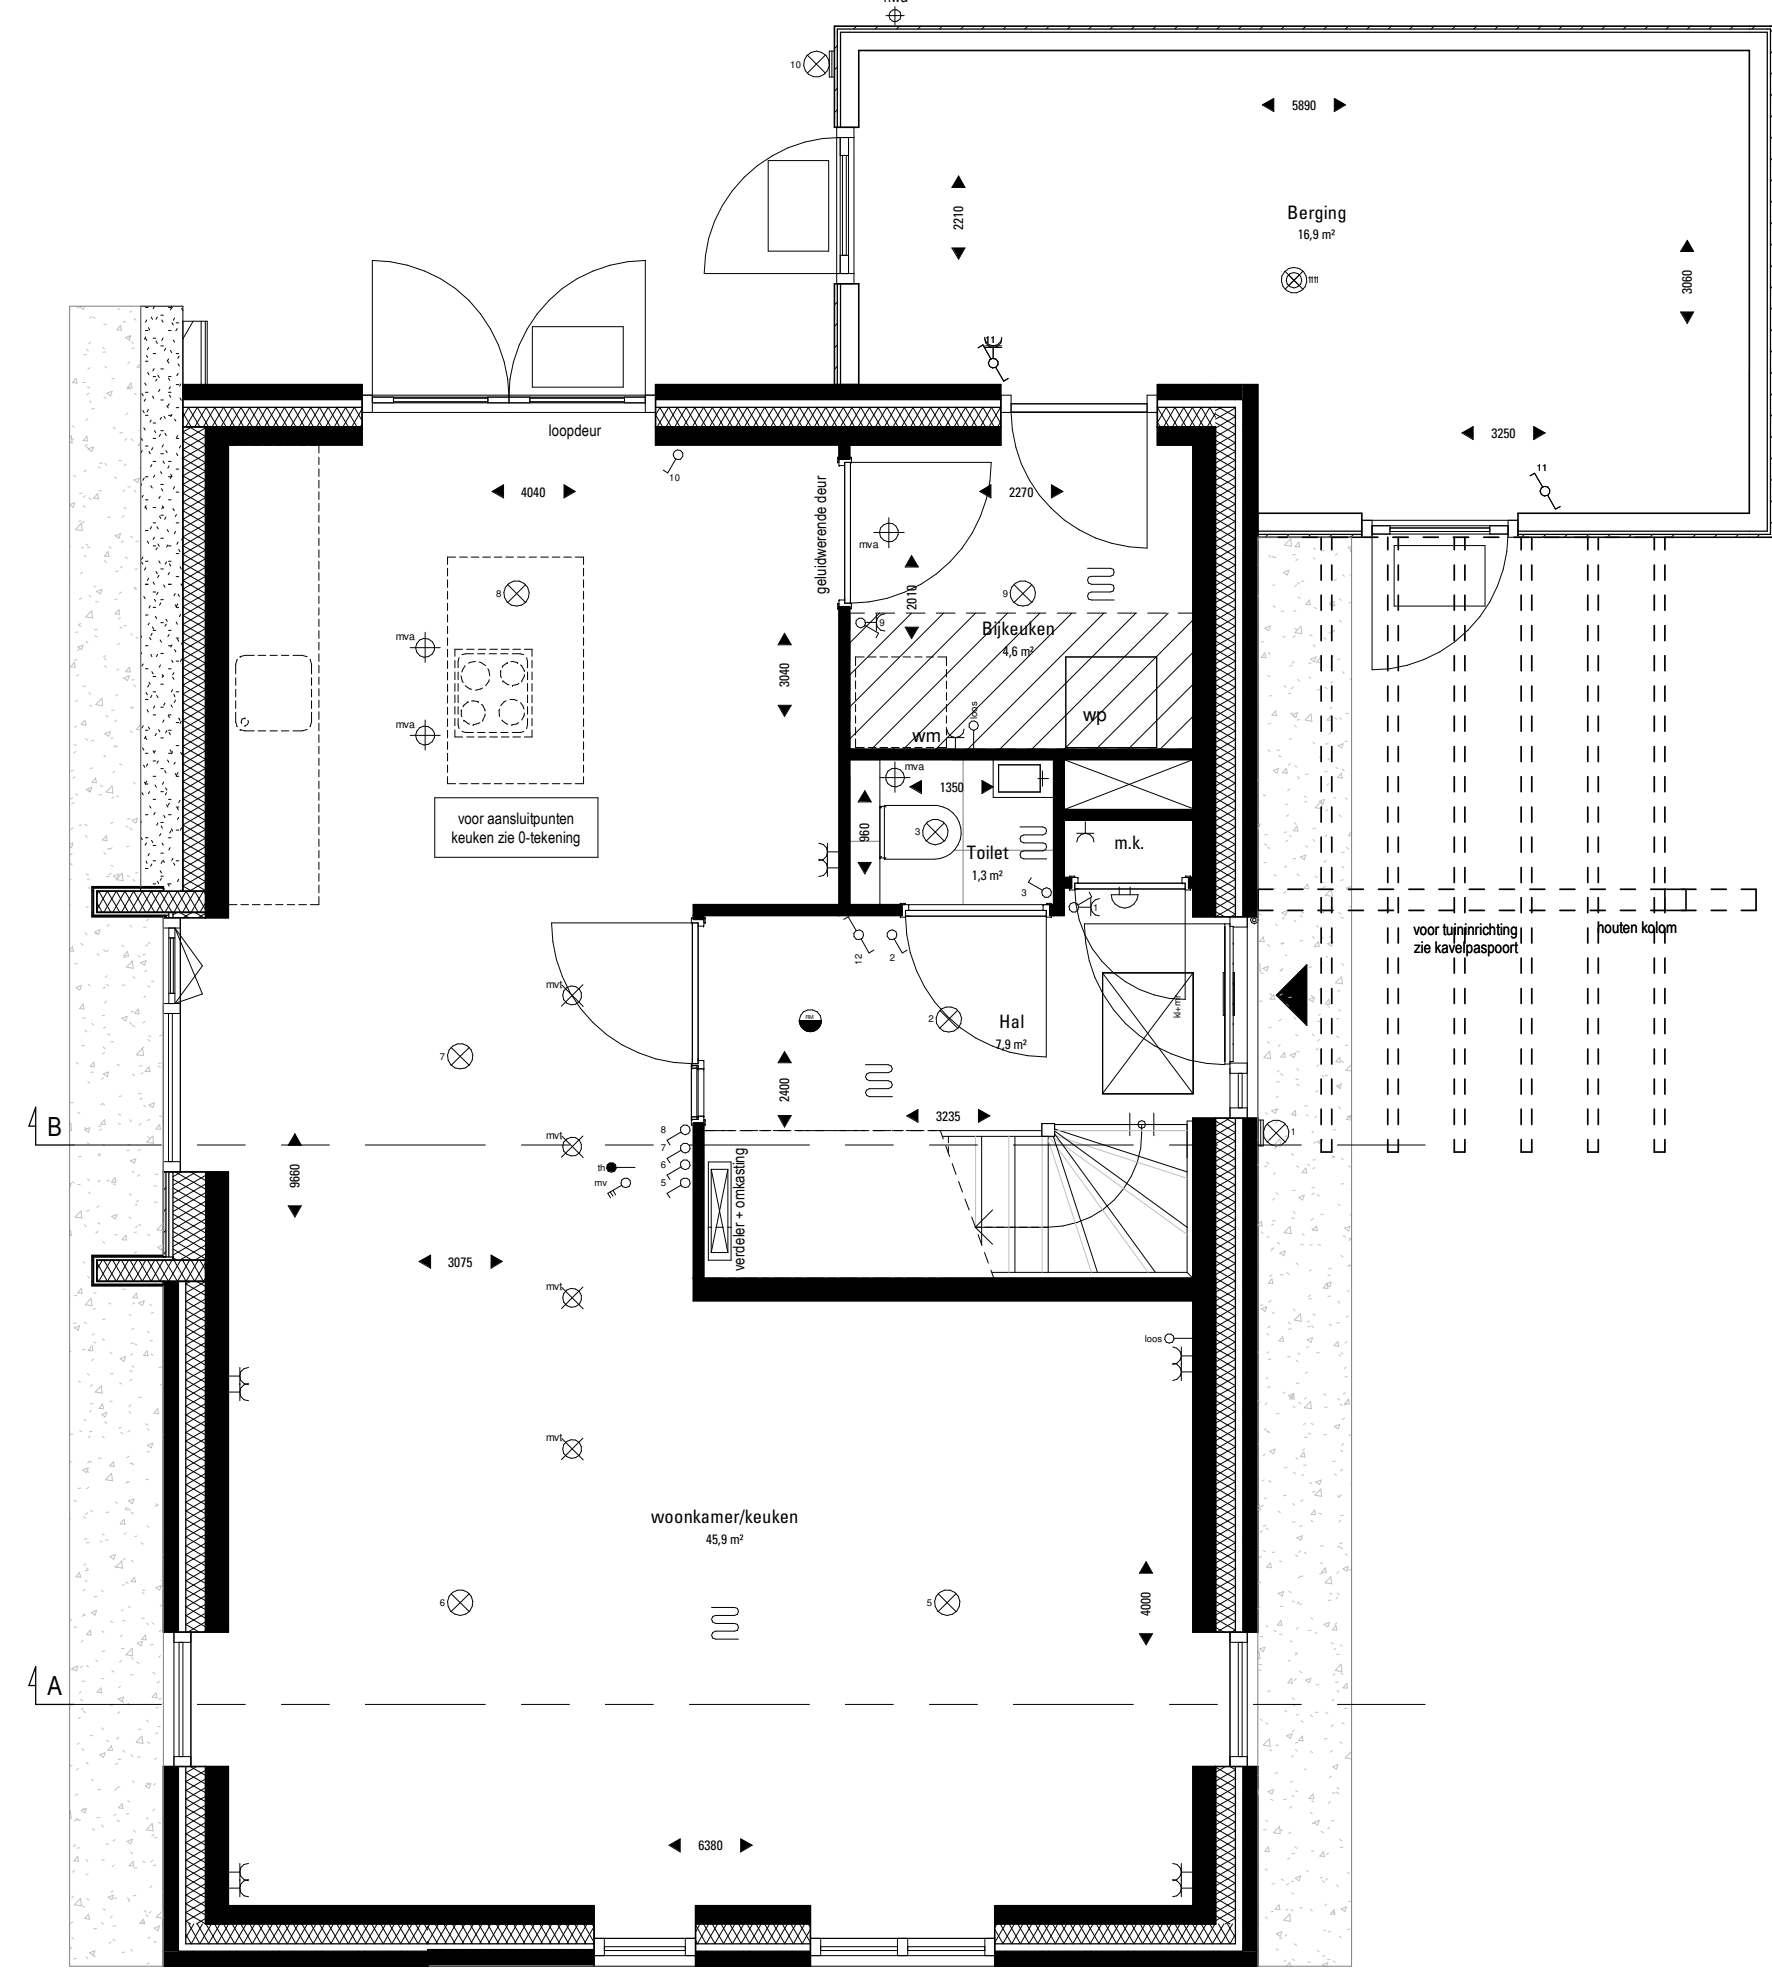 10
5890
2210
Berging
16,9 m²
3060
11
3250
11
loopdeur
10
4040
geluidwerende deur
2270
mva
2010
8
9
9
Bijkeuken
4,6 m²
mva
3040
loos
wp
mva
wm
mva
1350
voor aansluitpunten
keuken zie 0-tekening
960
3
m.k.
Toilet
1,3 m²
3
1
voor tuininrichting
zie kavelpaspoort
houten kolom
12
2
mvt
2
Hal
7,9 m²
7
2400
3235
B
mvt
8
7
6
5
1
th
mv
9660
verdeler + omkasting
3075
mvt
loos
mvt
woonkamer/keuken
45,9 m²
6
5
4000
A
6380